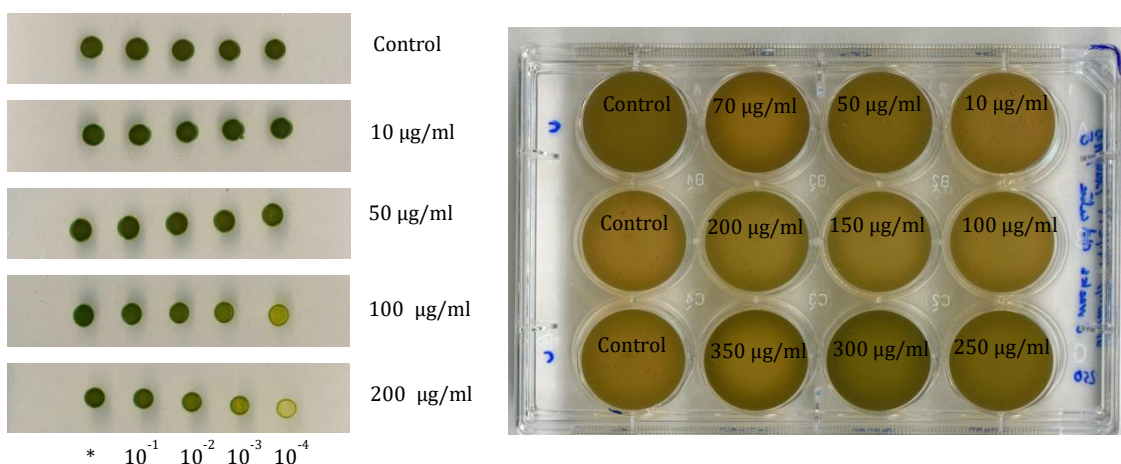 Control
10 µg/ml
50 µg/ml
100 µg/ml
200 µg/ml
* 10⁻¹ 10⁻² 10⁻³ 10⁻⁴
Control 70 µg/ml 50 µg/ml 10 µg/ml
Control 200 µg/ml 150 µg/ml 100 µg/ml
Control 350 µg/ml 300 µg/ml 250 µg/ml